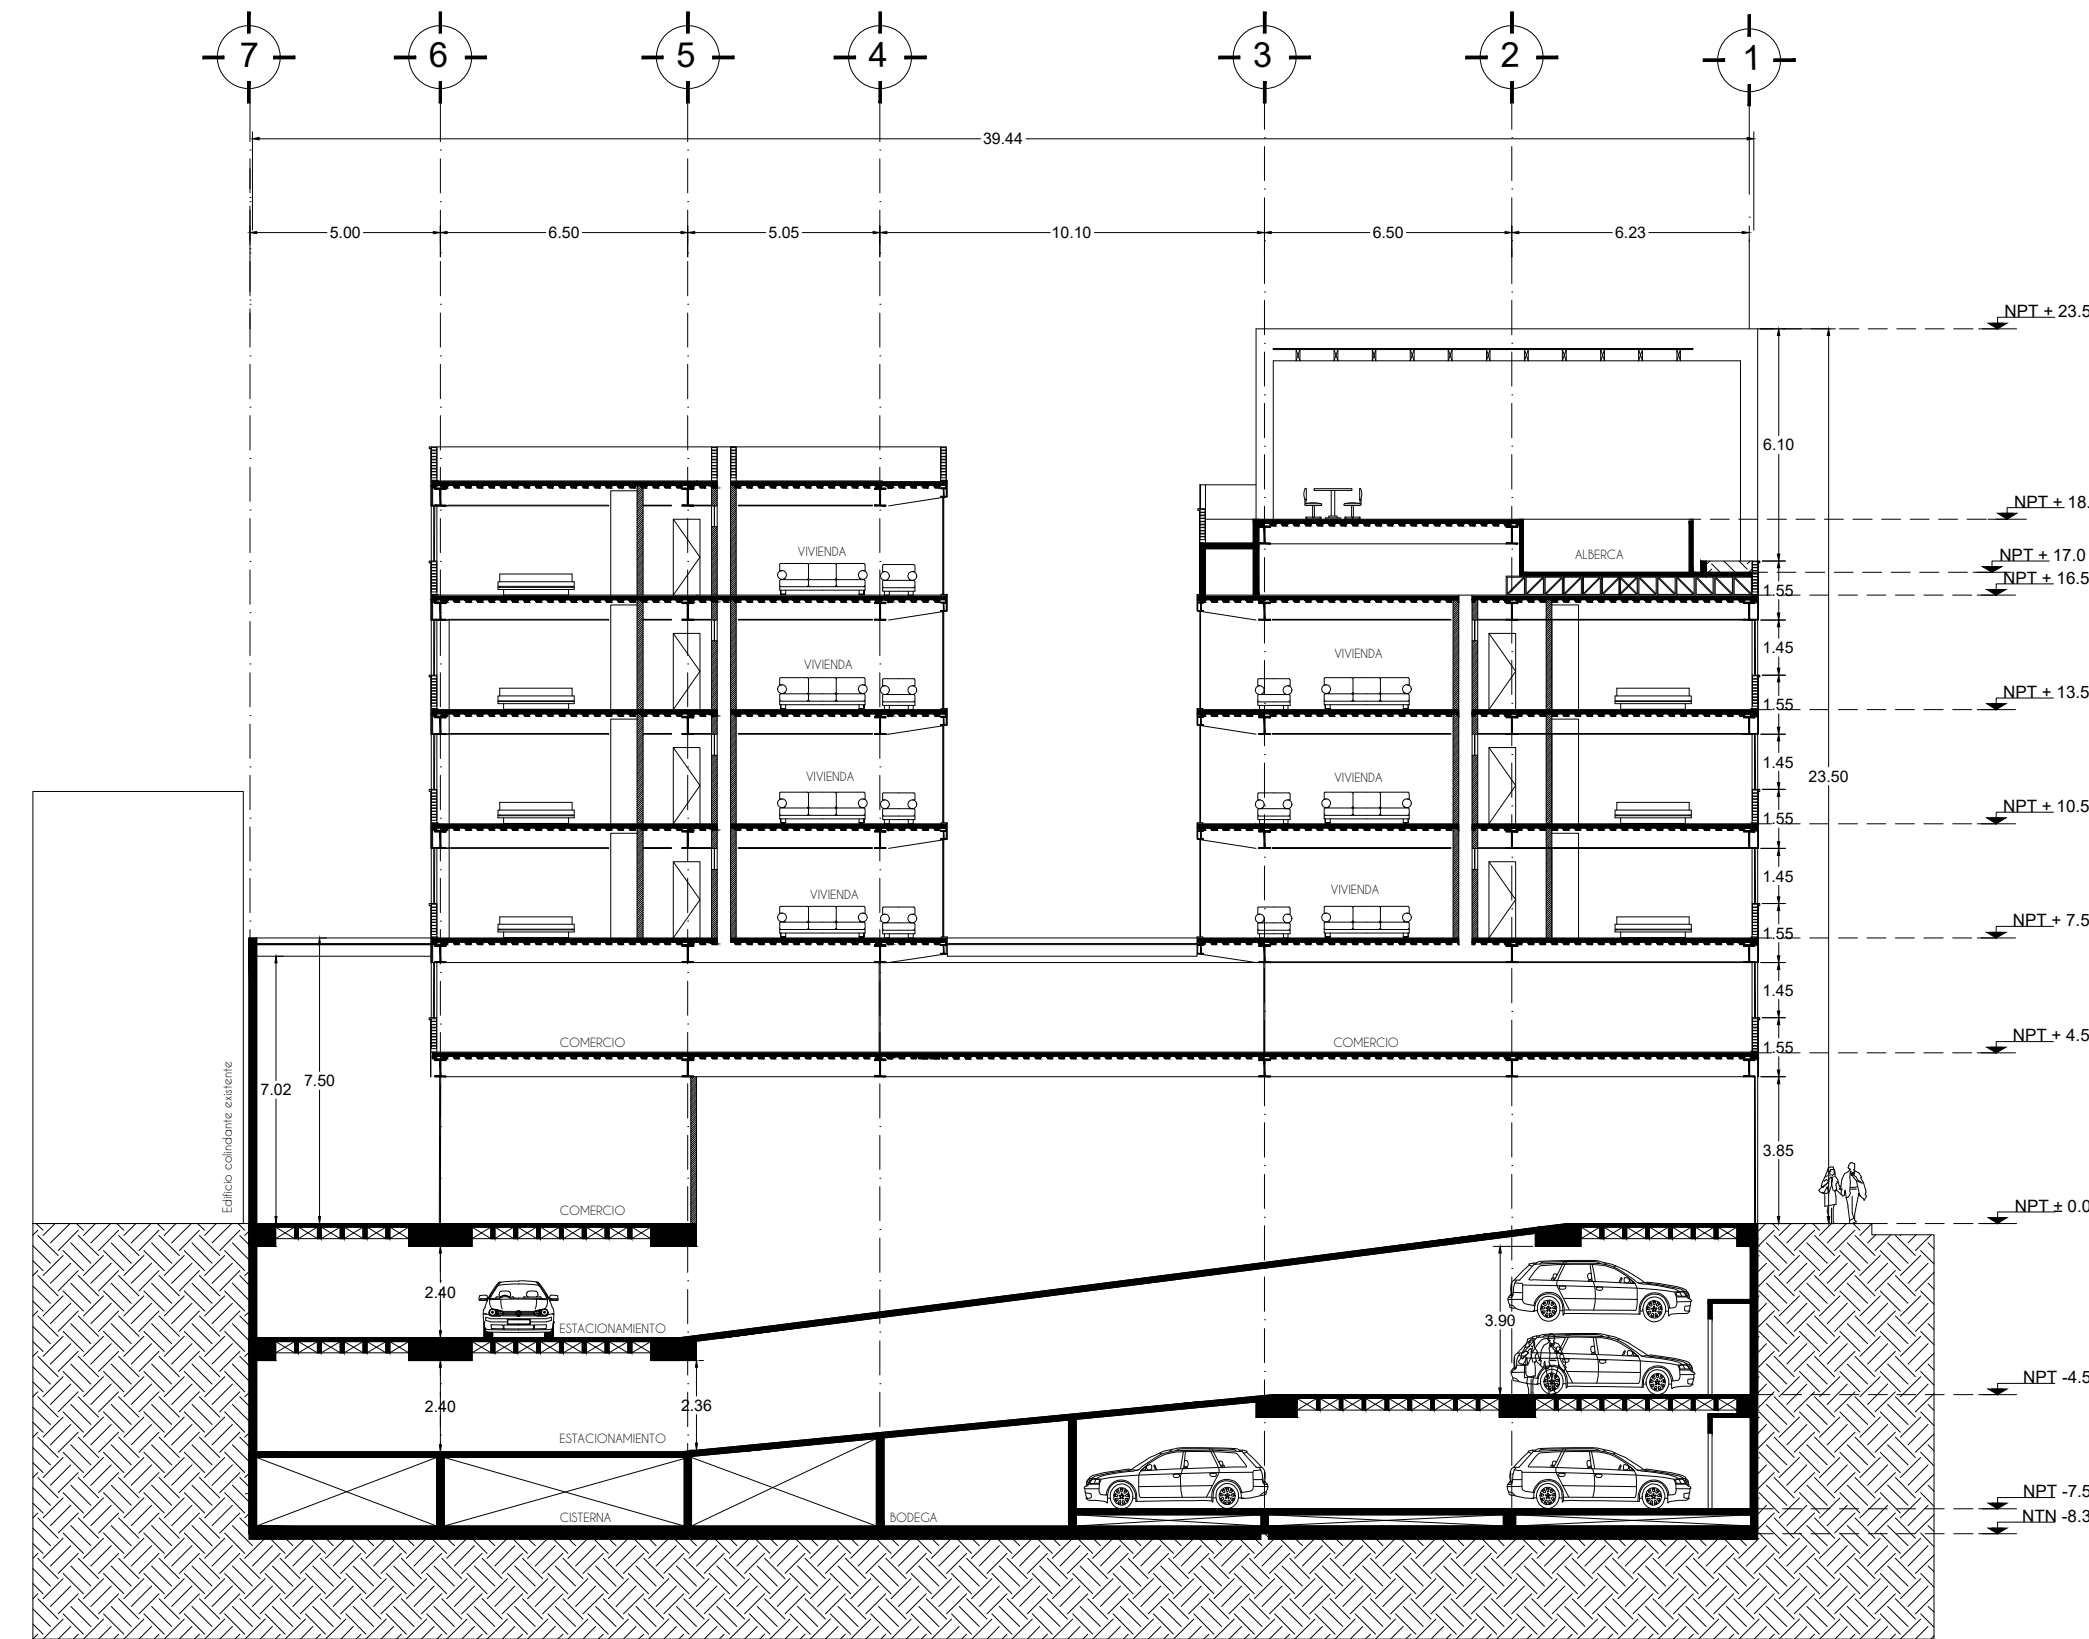 7 6 5 4 3 2 1
39.44
5.00 6.50 5.05 10.10 6.50 6.23
NPT + 23.5
6.10
NPT + 18.
VIVIENDA
ALBERCA
NPT + 17.0
NPT + 16.5
1.55
VIVIENDA
VIVIENDA
1.45
NPT + 13.5
1.55
VIVIENDA
VIVIENDA
1.45
23.50
NPT + 10.5
1.55
VIVIENDA
VIVIENDA
1.45
NPT + 7.5
1.55
1.45
COMERCIO
COMERCIO
NPT + 4.5
1.55
Edificio colindante existente
7.02
7.50
3.85
COMERCIO
NPT ± 0.0
2.40
ESTACIONAMIENTO
3.90
NPT -4.5
2.40
2.36
ESTACIONAMIENTO
NPT -7.5
CISTERNA
BODEGA
NTN -8.3